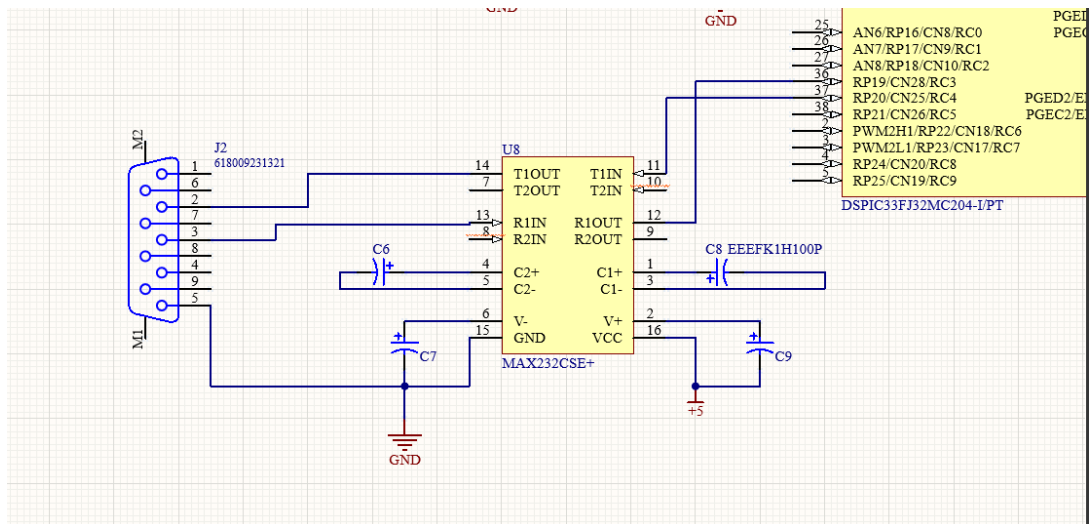 GND
GND
25 AN6/RP16/CN8/RC0
26 AN7/RP17/CN9/RC1
27 AN8/RP18/CN10/RC2
36 RP19/CN28/RC3
37 RP20/CN25/RC4 PGED2/E
38 RP21/CN26/RC5 PGEC2/E
2 PWM2H1/RP22/CN18/RC6
3 PWM2L1/RP23/CN17/RC7
4 RP24/CN20/RC8
5 RP25/CN19/RC9
DSPIC33FJ32MC204-I/PT
PGED
PGEC
M2
J2
618009231321
1
6
2
7
3
8
4
9
5
M1
U8
14 T1OUT T1IN 11
7 T2OUT T2IN 10
13 R1IN R1OUT 12
8 R2IN R2OUT 9
4 C2+ C1+ 1
5 C2- C1- 3
6 V- V+ 2
15 GND VCC 16
MAX232CSE+
C6 +
C8 EEEFK1H100P
+
+ C7
+ C9
+5
GND